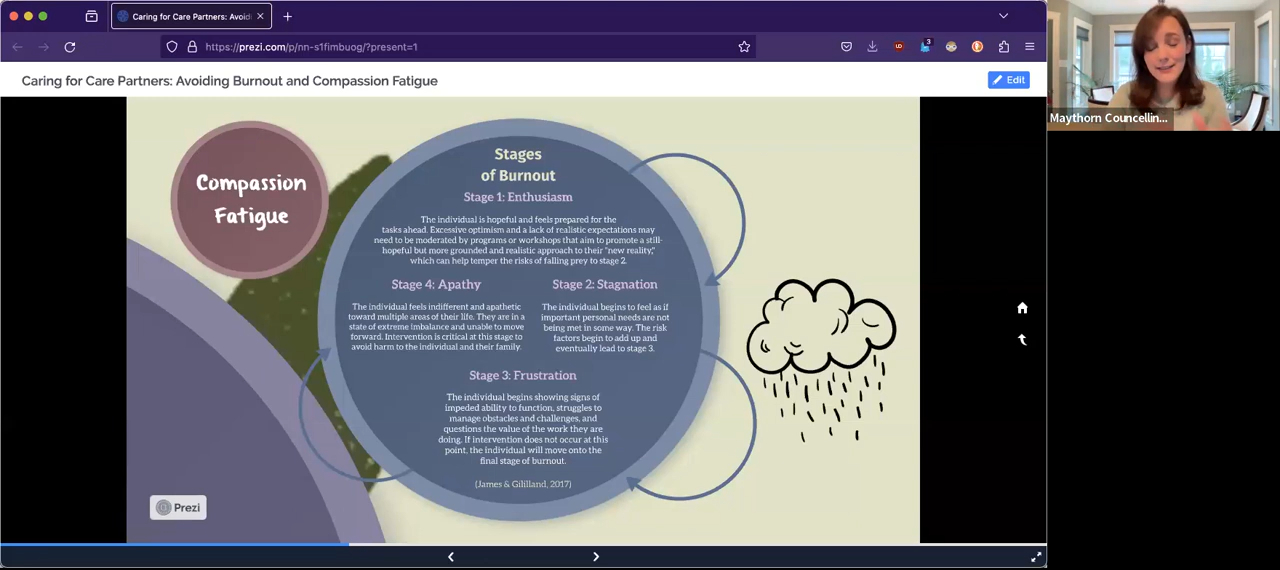 Caring for Care Partners: Avoidi
https://prezi.com/p/nn-s1fimbuog/?present=1
3
Caring for Care Partners: Avoiding Burnout and Compassion Fatigue
Edit
Maythorn Councellin...
Compassion
Fatigue
Stages
of Burnout
Stage 1: Enthusiasm
The individual is hopeful and feels prepared for the
tasks ahead. Excessive optimism and a lack of realistic expectations may
need to be moderated by programs or workshops that aim to promote a still-
hopeful but more grounded and realistic approach to their "new reality,"
which can help temper the risks of falling prey to stage 2.
Stage 4: Apathy
The individual feels indifferent and apathetic
toward multiple areas of their life. They are in a
state of extreme imbalance and unable to move
forward. Intervention is critical at this stage to
avoid harm to the individual and their family.
Stage 2: Stagnation
The individual begins to feel as if
important personal needs are not
being met in some way. The risk
factors begin to add up and
eventually lead to stage 3.
Stage 3: Frustration
The individual begins showing signs of
impeded ability to function, struggles to
manage obstacles and challenges, and
questions the value of the work they are
doing. If intervention does not occur at this
point, the individual will move onto the
final stage of burnout.
(James & Gililland, 2017)
Prezi